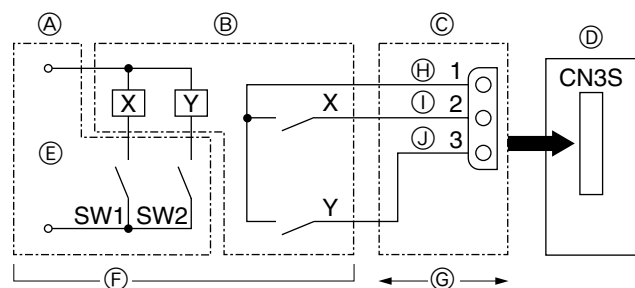 Ⓐ Ⓑ Ⓒ Ⓓ
CN3S
Ⓗ 1
X Y X Ⓘ 2
Ⓙ 3
Ⓔ
Y
SW1 SW2
Ⓕ Ⓖ